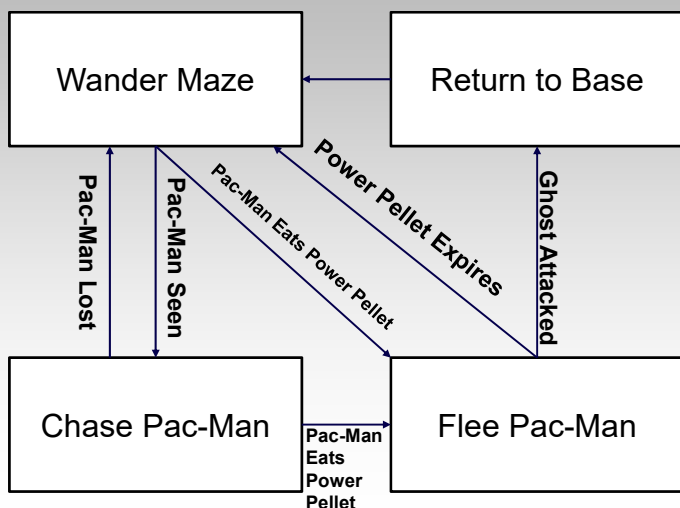 Wander Maze
Return to Base
Pac-Man Lost
Pac-Man Seen
Pac-Man Eats Power Pellet
Power Pellet Expires
Ghost Attacked
Chase Pac-Man
Flee Pac-Man
Pac-Man
Eats
Power
Pellet